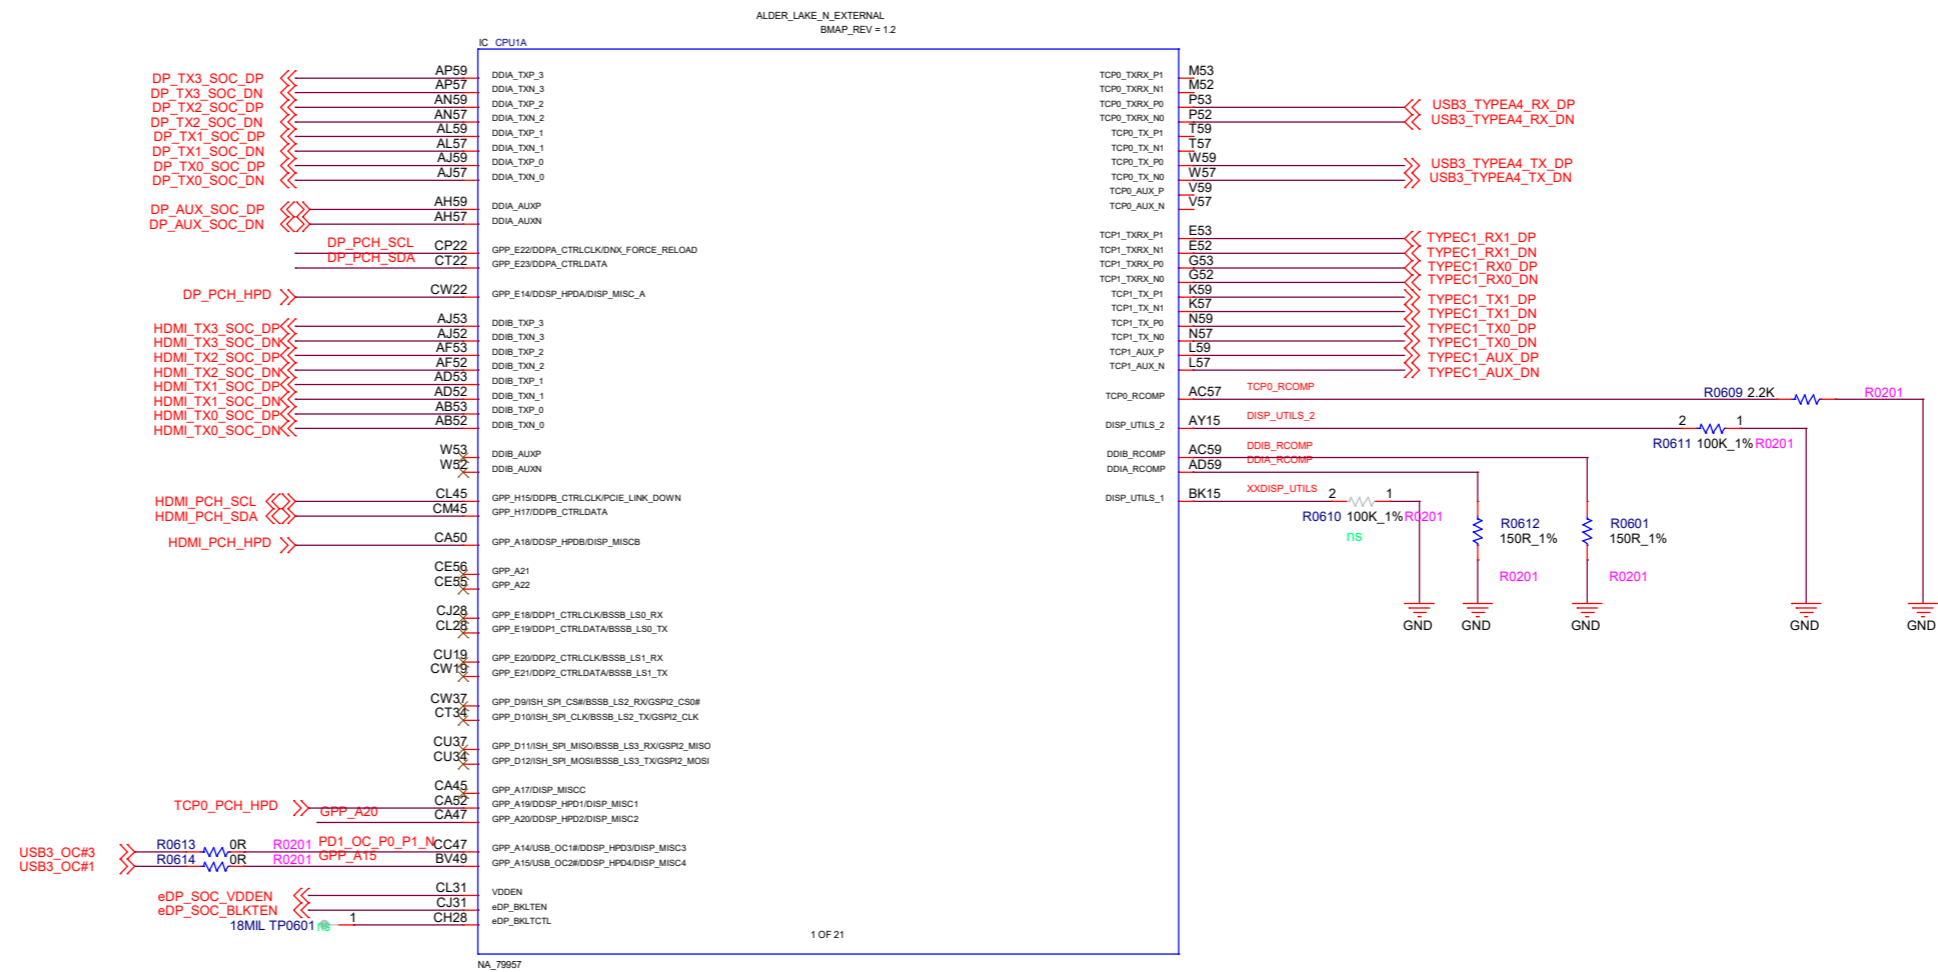 ALDER_LAKE_N_EXTERNAL
BMAP_REV = 1.2
IC CPU1A
DP_TX3_SOC_DP AP59 DDIA_TXP_3
DP_TX3_SOC_DN AP57 DDIA_TXN_3
DP_TX2_SOC_DP AN59 DDIA_TXP_2
DP_TX2_SOC_DN AN57 DDIA_TXN_2
DP_TX1_SOC_DP AL59 DDIA_TXP_1
DP_TX1_SOC_DN AL57 DDIA_TXN_1
DP_TX0_SOC_DP AJ59 DDIA_TXP_0
DP_TX0_SOC_DN AJ57 DDIA_TXN_0
DP_AUX_SOC_DP AH59 DDIA_AUXP
DP_AUX_SOC_DN AH57 DDIA_AUXN
DP_PCH_SCL CP22 GPP_E22/DDPA_CTRLCLK/DNX_FORCE_RELOAD
DP_PCH_SDA CT22 GPP_E23/DDPA_CTRLDATA
DP_PCH_HPD CW22 GPP_E14/DDSP_HPDA/DISP_MISC_A
HDMI_TX3_SOC_DP AJ53 DDIB_TXP_3
HDMI_TX3_SOC_DN AJ52 DDIB_TXN_3
HDMI_TX2_SOC_DP AF53 DDIB_TXP_2
HDMI_TX2_SOC_DN AF52 DDIB_TXN_2
HDMI_TX1_SOC_DP AD53 DDIB_TXP_1
HDMI_TX1_SOC_DN AD52 DDIB_TXN_1
HDMI_TX0_SOC_DP AB53 DDIB_TXP_0
HDMI_TX0_SOC_DN AB52 DDIB_TXN_0
W53 DDIB_AUXP
W52 DDIB_AUXN
HDMI_PCH_SCL CL45 GPP_H15/DDPB_CTRLCLK/PCIE_LINK_DOWN
HDMI_PCH_SDA CM45 GPP_H17/DDPB_CTRLDATA
HDMI_PCH_HPD CA50 GPP_A18/DDSP_HPDB/DISP_MISCB
CE56 GPP_A21
CE55 GPP_A22
CJ28 GPP_E18/DDP1_CTRLCLK/BSSB_LS0_RX
CL28 GPP_E19/DDP1_CTRLDATA/BSSB_LS0_TX
CU19 GPP_E20/DDP2_CTRLCLK/BSSB_LS1_RX
CW19 GPP_E21/DDP2_CTRLDATA/BSSB_LS1_TX
CW37 GPP_D9/ISH_SPI_CS#/BSSB_LS2_RX/GSPI2_CS0#
CT34 GPP_D10/ISH_SPI_CLK/BSSB_LS2_TX/GSPI2_CLK
CU37 GPP_D11/ISH_SPI_MISO/BSSB_LS3_RX/GSPI2_MISO
CU34 GPP_D12/ISH_SPI_MOSI/BSSB_LS3_TX/GSPI2_MOSI
CA45 GPP_A17/DISP_MISCC
TCP0_PCH_HPD CA52 GPP_A19/DDSP_HPD1/DISP_MISC1
GPP_A20 CA47 GPP_A20/DDSP_HPD2/DISP_MISC2
USB3_OC#3 R0613 0R R0201 PD1_OC_P0_P1_N CC47 GPP_A14/USB_OC1#/DDSP_HPD3/DISP_MISC3
USB3_OC#1 R0614 0R R0201 GPP_A15 BV49 GPP_A15/USB_OC2#/DDSP_HPD4/DISP_MISC4
eDP_SOC_VDDEN CL31 VDDEN
eDP_SOC_BLKTEN CJ31 eDP_BKLTEN
18MIL TP0601 ns 1 CH28 eDP_BKLTCTL
TCP0_TXRX_P1 M53
TCP0_TXRX_N1 M52
TCP0_TXRX_P0 P53 USB3_TYPEA4_RX_DP
TCP0_TXRX_N0 P52 USB3_TYPEA4_RX_DN
TCP0_TX_P1 T59
TCP0_TX_N1 T57
TCP0_TX_P0 W59 USB3_TYPEA4_TX_DP
TCP0_TX_N0 W57 USB3_TYPEA4_TX_DN
TCP0_AUX_P V59
TCP0_AUX_N V57
TCP1_TXRX_P1 E53 TYPEC1_RX1_DP
TCP1_TXRX_N1 E52 TYPEC1_RX1_DN
TCP1_TXRX_P0 G53 TYPEC1_RX0_DP
TCP1_TXRX_N0 G52 TYPEC1_RX0_DN
TCP1_TX_P1 K59 TYPEC1_TX1_DP
TCP1_TX_N1 K57 TYPEC1_TX1_DN
TCP1_TX_P0 N59 TYPEC1_TX0_DP
TCP1_TX_N0 N57 TYPEC1_TX0_DN
TCP1_AUX_P L59 TYPEC1_AUX_DP
TCP1_AUX_N L57 TYPEC1_AUX_DN
TCP0_RCOMP AC57 TCP0_RCOMP R0609 2.2K R0201
DISP_UTILS_2 AY15 DISP_UTILS_2 2 1
R0611 100K_1% R0201
DDIB_RCOMP AC59 DDIB_RCOMP
DDIA_RCOMP AD59 DDIA_RCOMP
DISP_UTILS_1 BK15 XXDISP_UTILS 2 1
R0610 100K_1% R0201
ns
R0612 R0601
150R_1% 150R_1%
R0201 R0201
GND GND GND GND GND
1 OF 21
NA_79957